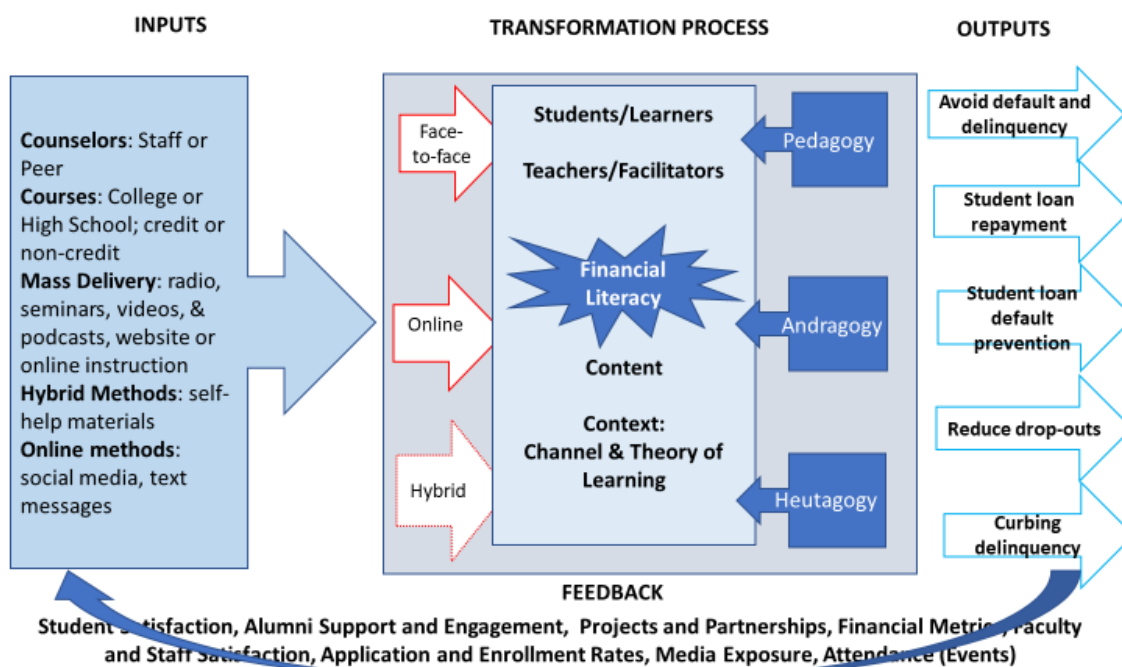 INPUTS
TRANSFORMATION PROCESS
OUTPUTS
Counselors: Staff or
Peer
Courses: College or
High School; credit or
non-credit
Mass Delivery: radio,
seminars, videos, &
podcasts, website or
online instruction
Hybrid Methods: self-
help materials
Online methods:
social media, text
messages
Face-
to-face
Online
Hybrid
Students/Learners
Teachers/Facilitators
Financial
Literacy
Content
Context:
Channel & Theory of
Learning
Pedagogy
Andragogy
Heutagogy
Avoid default and
delinquency
Student loan
repayment
Student loan
default
prevention
Reduce drop-outs
Curbing
delinquency
FEEDBACK
Student Satisfaction, Alumni Support and Engagement, Projects and Partnerships, Financial Metrics, Faculty
and Staff Satisfaction, Application and Enrollment Rates, Media Exposure, Attendance (Events)